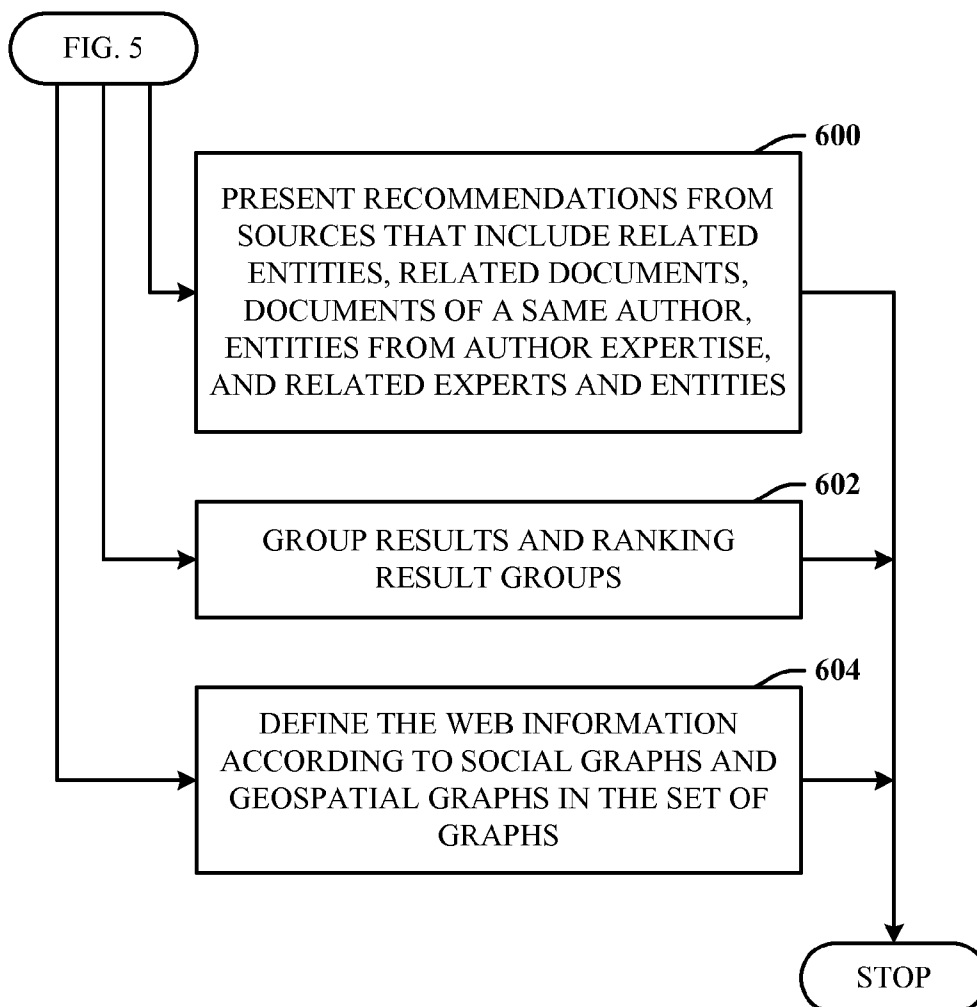 FIG. 5
600
PRESENT RECOMMENDATIONS FROM
SOURCES THAT INCLUDE RELATED
ENTITIES, RELATED DOCUMENTS,
DOCUMENTS OF A SAME AUTHOR,
ENTITIES FROM AUTHOR EXPERTISE,
AND RELATED EXPERTS AND ENTITIES
602
GROUP RESULTS AND RANKING
RESULT GROUPS
604
DEFINE THE WEB INFORMATION
ACCORDING TO SOCIAL GRAPHS AND
GEOSPATIAL GRAPHS IN THE SET OF
GRAPHS
STOP